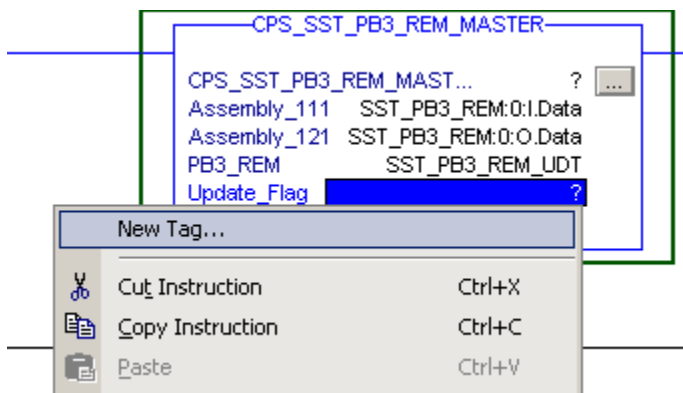 CPS_SST_PB3_REM_MASTER
CPS_SST_PB3_REM_MAST... ? ...
Assembly_111 SST_PB3_REM:0:I.Data
Assembly_121 SST_PB3_REM:0:O.Data
PB3_REM SST_PB3_REM_UDT
Update_Flag ?
New Tag...
Cut Instruction Ctrl+X
Copy Instruction Ctrl+C
Paste Ctrl+V